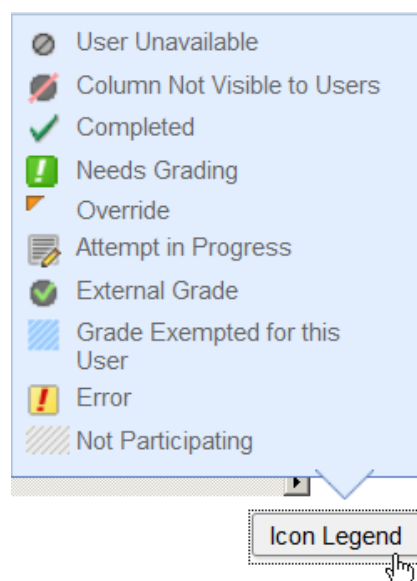 User Unavailable
Column Not Visible to Users
Completed
Needs Grading
Override
Attempt in Progress
External Grade
Grade Exempted for this
User
Error
Not Participating
Icon Legend